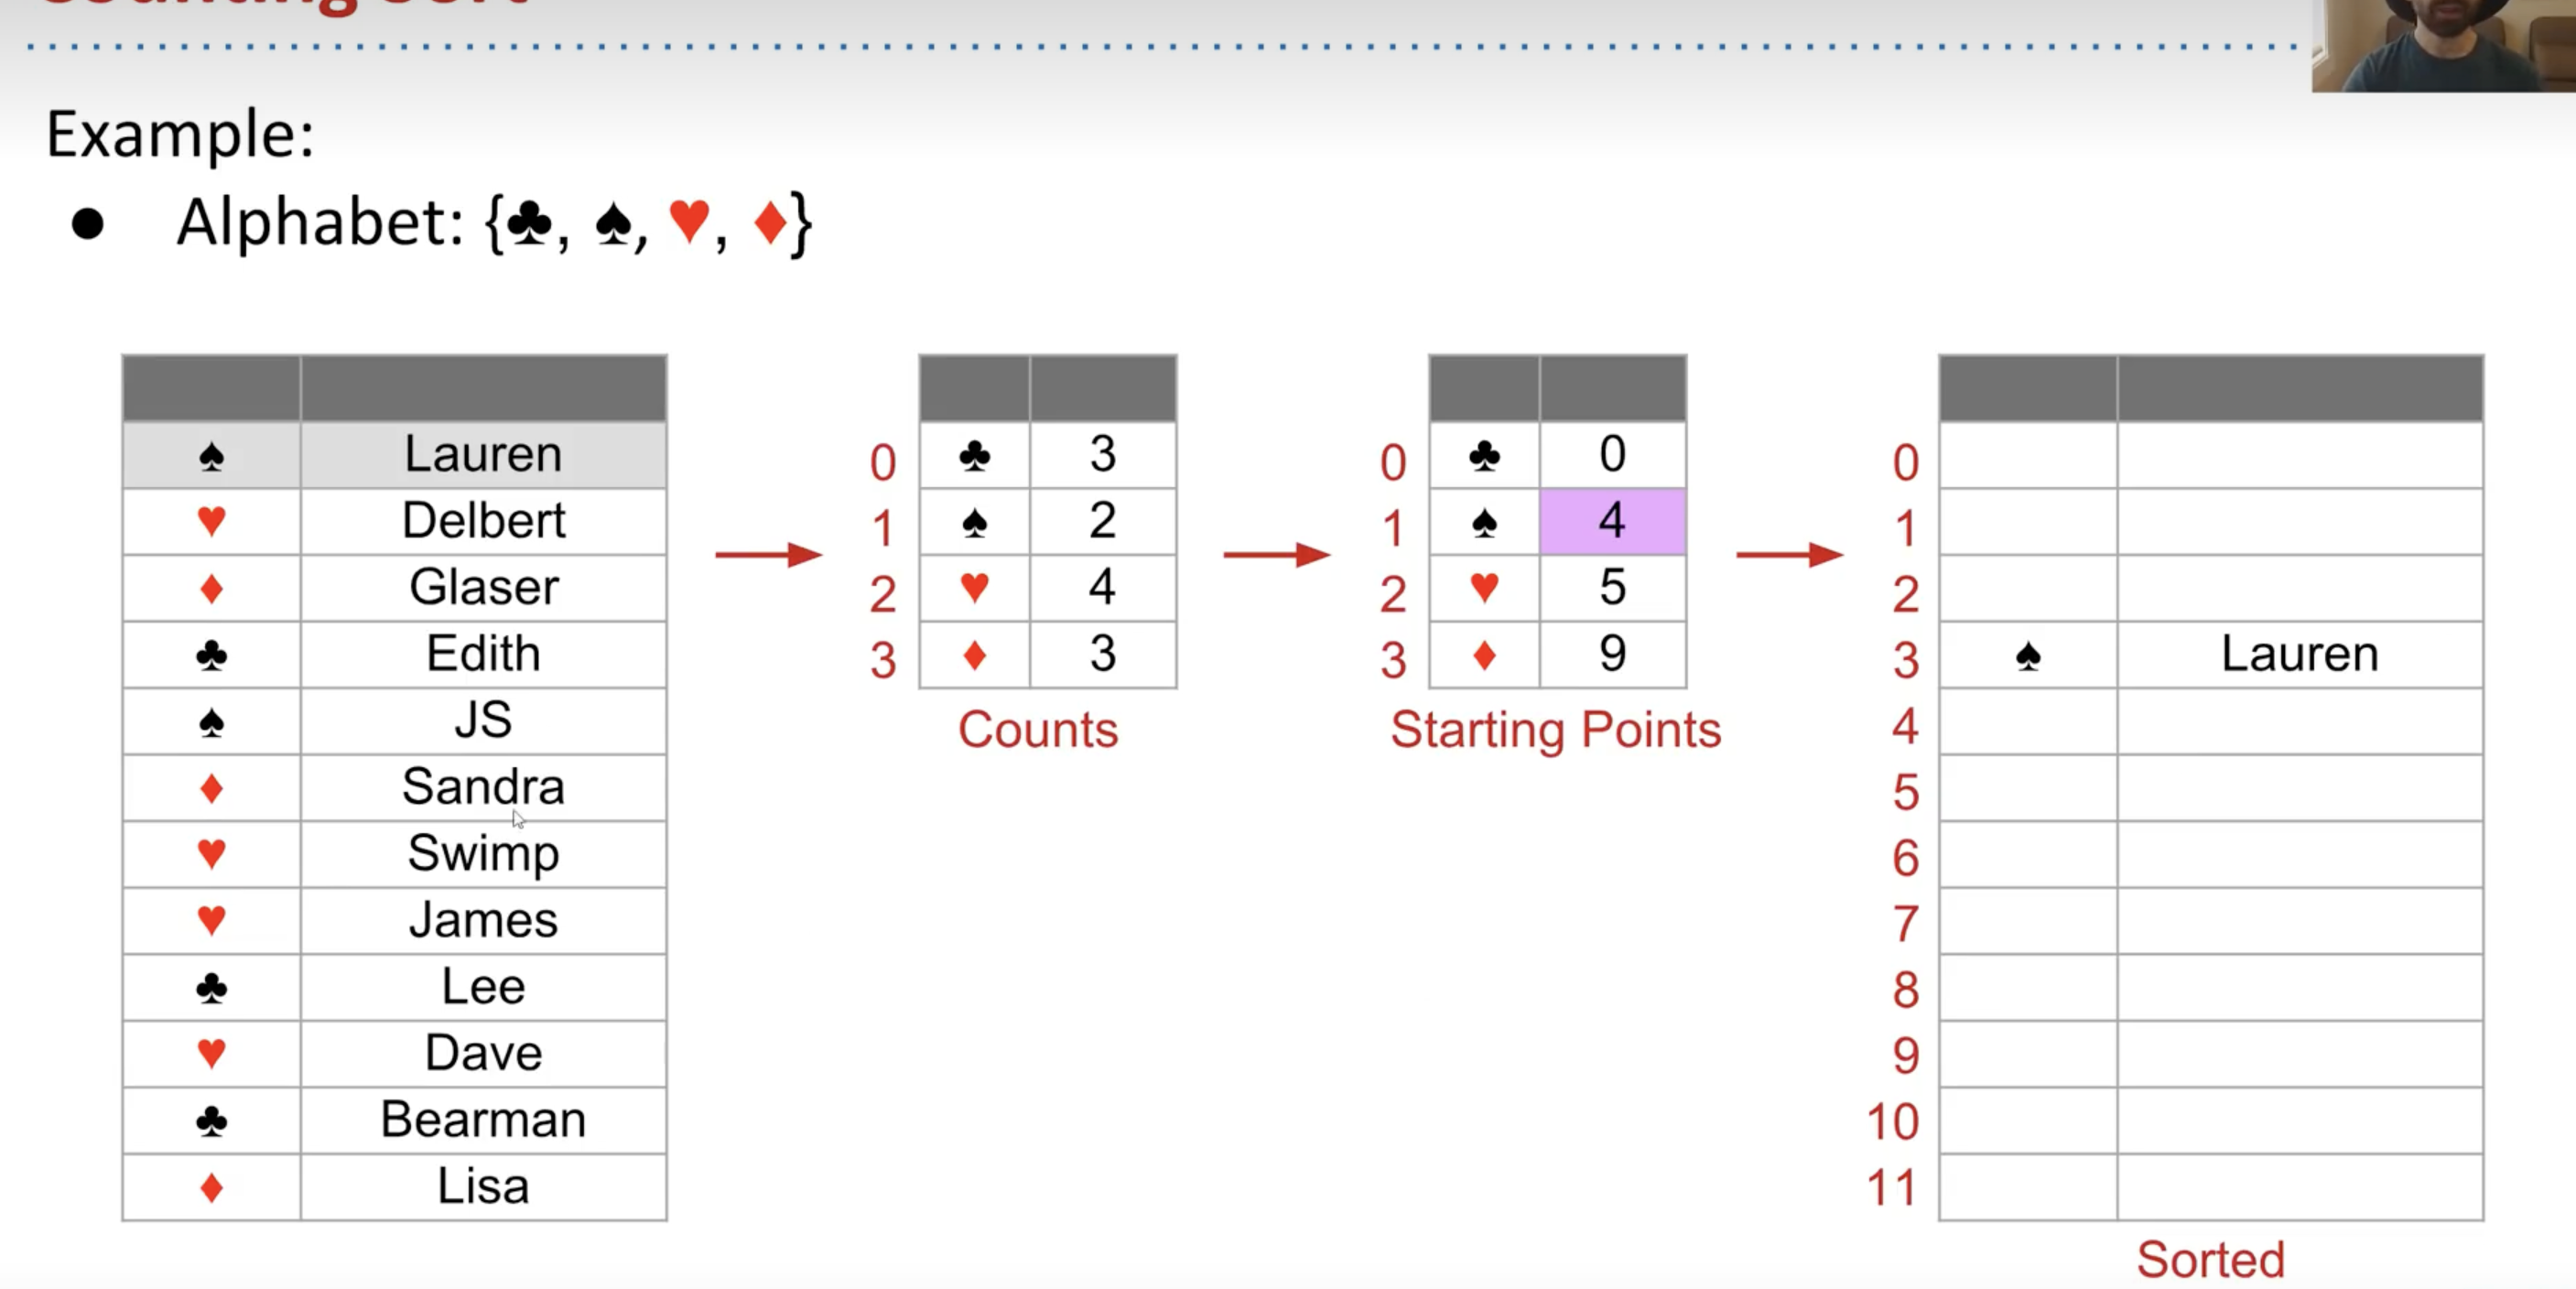 Counting Sort
Example:
● Alphabet: {♣, ♠, ♥, ♦}
♠ Lauren
♥ Delbert
♦ Glaser
♣ Edith
♠ JS
♦ Sandra
♥ Swimp
♥ James
♣ Lee
♥ Dave
♣ Bearman
♦ Lisa
0 ♣ 3
1 ♠ 2
2 ♥ 4
3 ♦ 3
Counts
0 ♣ 0
1 ♠ 4
2 ♥ 5
3 ♦ 9
Starting Points
0
1
2
3 ♠ Lauren
4
5
6
7
8
9
10
11
Sorted